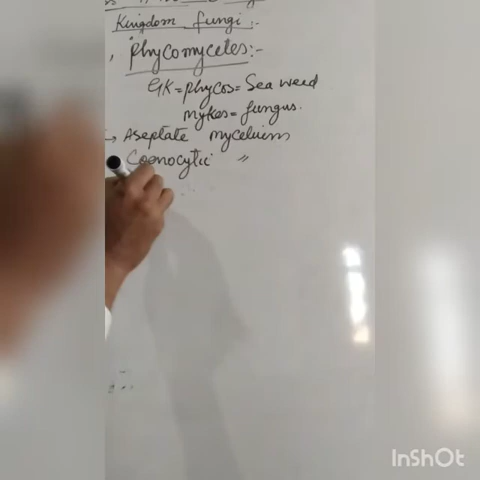 Kingdom fungi :-
Phycomycetes:-
GK = phycos = Sea weed
mykes = fungus.
→ Aseptate myceluim
Coenocytic "
InShOt